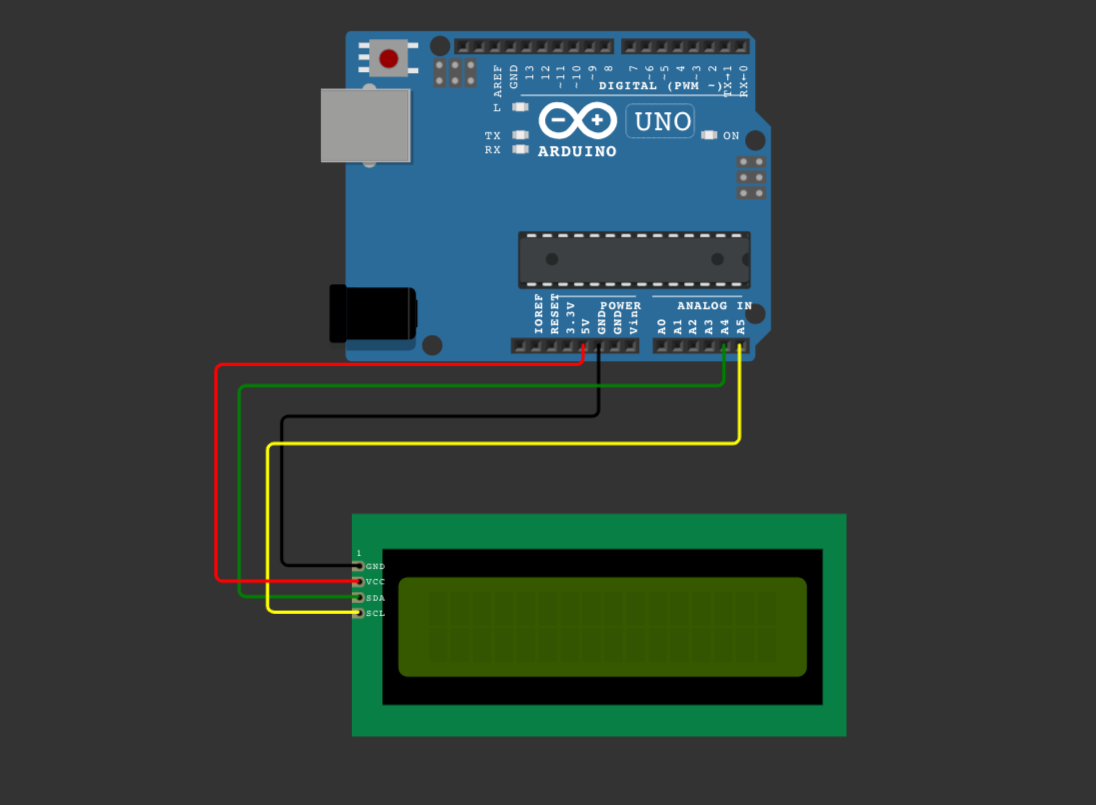 AREF
GND
13
12
~11
~10
~9
8
7
~6
~5
4
~3
~2
TX→1
RX←0
DIGITAL (PWM ~)
L
TX
RX
UNO
ON
ARDUINO
IOREF
RESET
3.3V
5V
GND
GND
Vin
POWER
ANALOG IN
A0
A1
A2
A3
A4
A5
1
GND
VCC
SDA
SCL